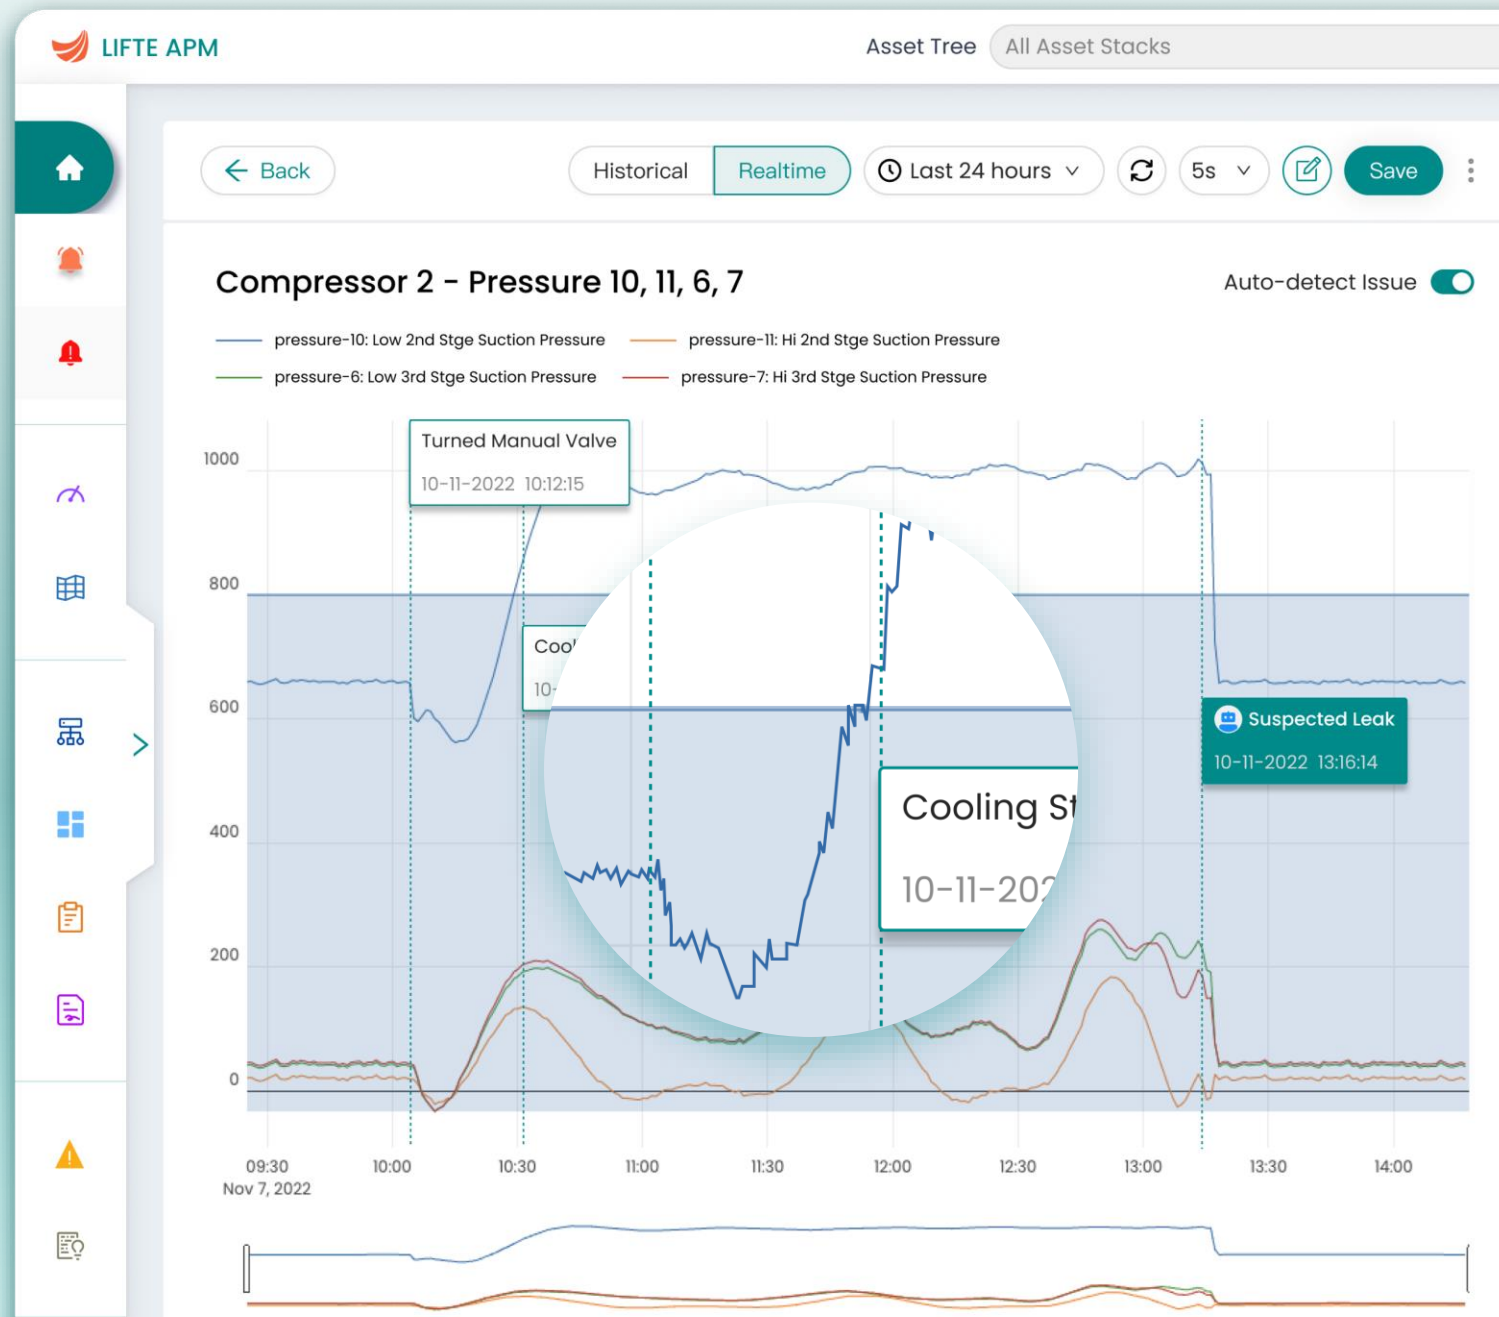 LIFTE APM
Asset Tree
All Asset Stacks
Back
Historical
Realtime
Last 24 hours
5s
Save
Compressor 2 - Pressure 10, 11, 6, 7
Auto-detect Issue
pressure-10: Low 2nd Stge Suction Pressure
pressure-11: Hi 2nd Stge Suction Pressure
pressure-6: Low 3rd Stge Suction Pressure
pressure-7: Hi 3rd Stge Suction Pressure
Turned Manual Valve
10-11-2022 10:12:15
1000
800
600
400
200
0
Suspected Leak
10-11-2022 13:16:14
Cooling
09:30
10:00
10:30
11:00
11:30
12:00
12:30
13:00
13:30
14:00
Nov 7, 2022